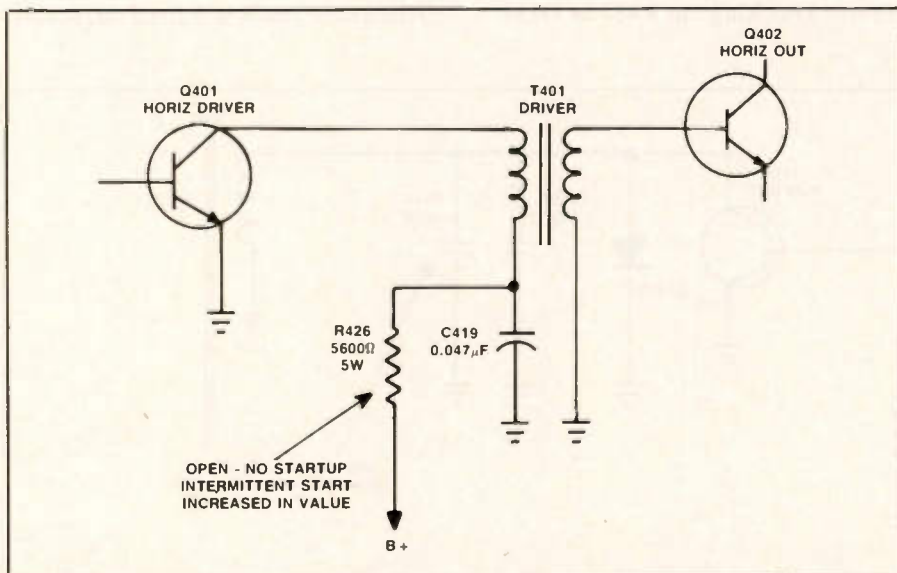 Q401
HORIZ DRIVER
T401
DRIVER
Q402
HORIZ OUT
R426
5600Ω
5W
C419
0.047μF
OPEN - NO STARTUP
INTERMITTENT START
INCREASED IN VALUE
B+